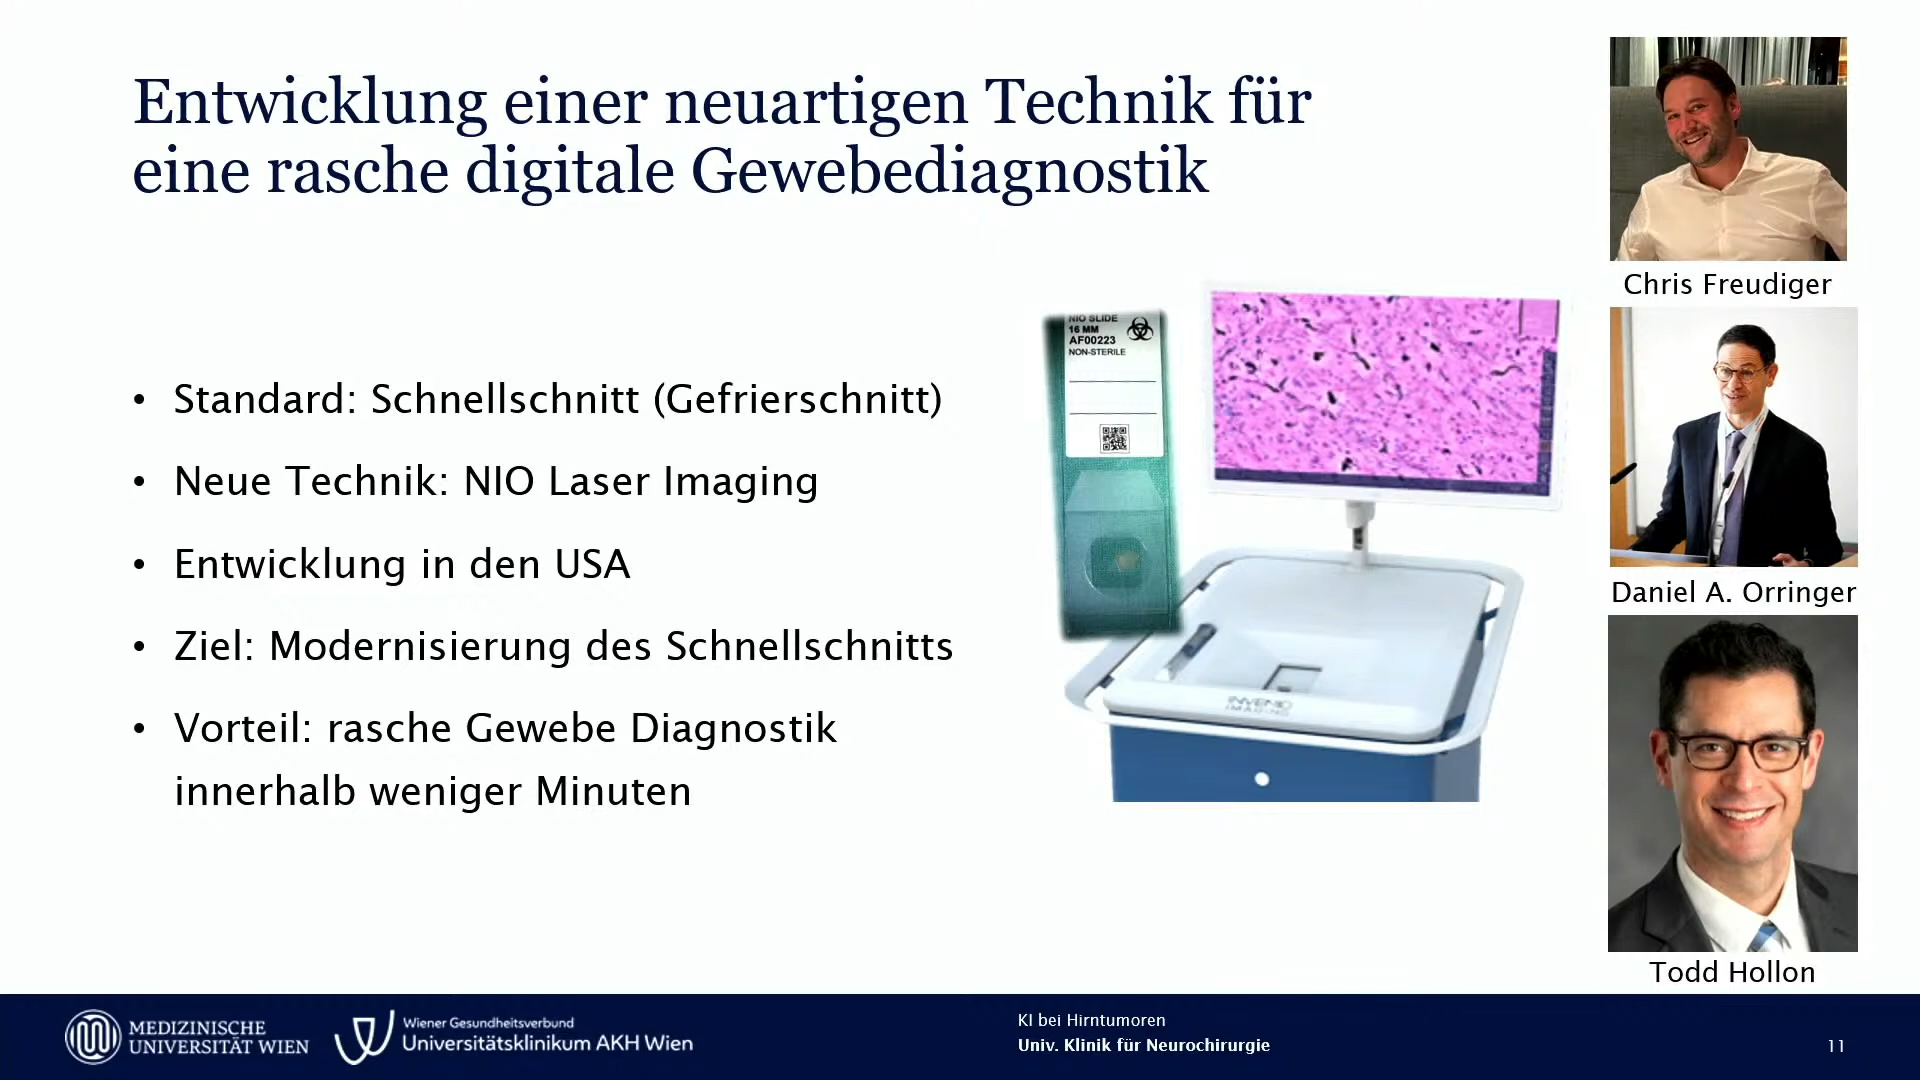 Entwicklung einer neuartigen Technik für
eine rasche digitale Gewebediagnostik
• Standard: Schnellschnitt (Gefrierschnitt)
• Neue Technik: NIO Laser Imaging
• Entwicklung in den USA
• Ziel: Modernisierung des Schnellschnitts
• Vorteil: rasche Gewebe Diagnostik
innerhalb weniger Minuten
NIO SLIDE
16 MM
AF00223
NON-STERILE
INVENIO
IMAGING
Chris Freudiger
Daniel A. Orringer
Todd Hollon
MEDIZINISCHE
UNIVERSITÄT WIEN
Wiener Gesundheitsverbund
Universitätsklinikum AKH Wien
KI bei Hirntumoren
Univ. Klinik für Neurochirurgie
11